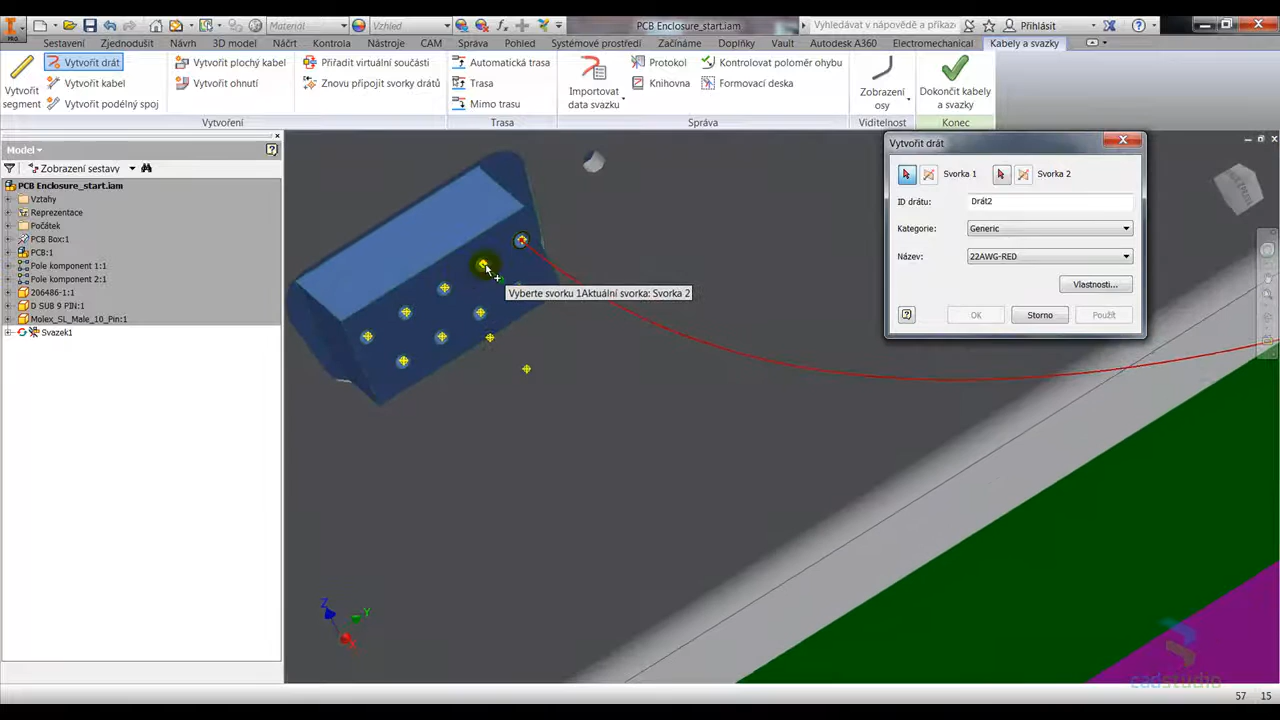 PRO
Materiál
Vzhled
PCB Enclosure_start.iam
Vyhledávat v nápovědě a příkaz
Přihlásit
Sestavení
Zjednodušit
Návrh
3D model
Náčrt
Kontrola
Nástroje
CAM
Správa
Pohled
Systémové prostředí
Začínáme
Doplňky
Vault
Autodesk A360
Electromechanical
Kabely a svazky
Vytvořit segment
Vytvořit drát
Vytvořit kabel
Vytvořit podélný spoj
Vytvořit plochý kabel
Vytvořit ohnutí
Přiřadit virtuální součásti
Znovu připojit svorky drátů
Automatická trasa
Trasa
Mimo trasu
Importovat data svazku
Protokol
Knihovna
Kontrolovat poloměr ohybu
Formovací deska
Zobrazení osy
Dokončit kabely a svazky
Vytvoření
Trasa
Správa
Viditelnost
Konec
Model
Zobrazení sestavy
PCB Enclosure_start.iam
Vztahy
Reprezentace
Počátek
PCB Box:1
PCB:1
Pole komponent 1:1
Pole komponent 2:1
206486-1:1
D SUB 9 PIN:1
Molex_SL_Male_10_Pin:1
Svazek1
Vytvořit drát
Svorka 1
Svorka 2
ID drátu:
Drát2
Kategorie:
Generic
Název:
22AWG-RED
Vlastnosti...
OK
Storno
Použít
Vyberte svorku 1Aktuální svorka: Svorka 2
Z
Y
X
cadstudio
57
15